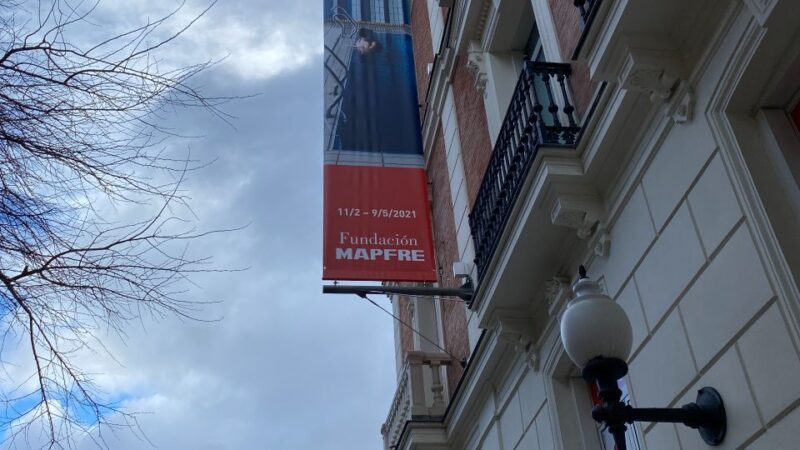 11/2 – 9/5/2021
Fundación
MAPFRE